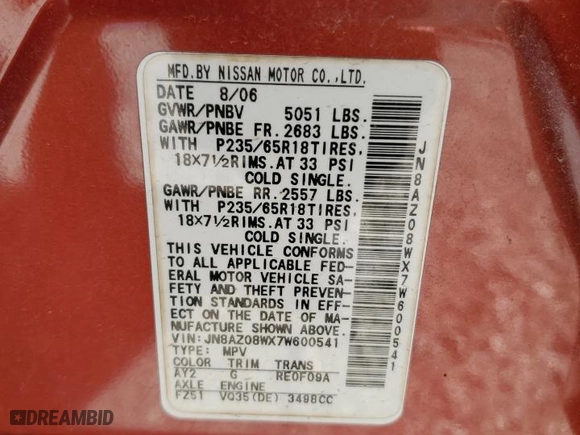 MFD.BY NISSAN MOTOR CO.,LTD.
DATE 8/06
GVWR/PNBV 5051 LBS.
GAWR/PNBE FR. 2683 LBS.
WITH P235/65R18TIRES,
18X7½RIMS.AT 33 PSI
COLD SINGLE.
GAWR/PNBE RR. 2557 LBS.
WITH P235/65R18TIRES,
18X7½RIMS.AT 33 PSI
COLD SINGLE.
THIS VEHICLE CONFORMS
TO ALL APPLICABLE FED-
ERAL MOTOR VEHICLE SA-
FETY AND THEFT PREVEN-
TION STANDARDS IN EFF-
ECT ON THE DATE OF MA-
NUFACTURE SHOWN ABOVE.
VIN:JN8AZ08WX7W600541
TYPE: MPV
COLOR TRIM TRANS
AY2 G RE0F09A
AXLE ENGINE
FZ51 VQ35(DE) 3498CC
JN8AZ08WX7W600541
DREAMBID